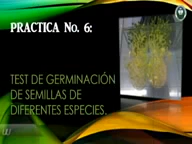 PRACTICA No. 6:
TEST DE GERMINACIÓN
DE SEMILLAS DE
DIFERENTES ESPECIES.